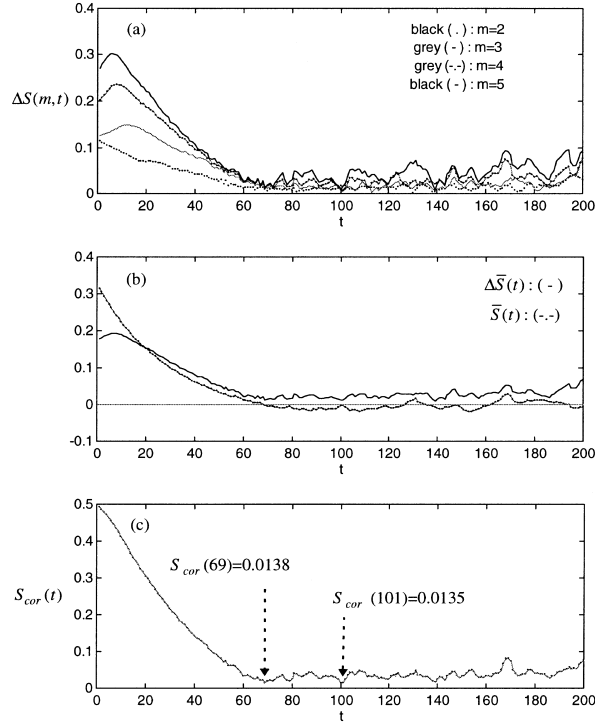 0.4
(a)
black ( . ) : m=2
grey ( - ) : m=3
grey (-.-) : m=4
black ( - ) : m=5
0.3
ΔS(m,t)
0.2
0.1
0
0 20 40 60 80 100 120 140 160 180 200
t
0.4
(b)
ΔS̅(t) : ( - )
S̅(t) : (-.-)
0.3
0.2
0.1
0
-0.1
0 20 40 60 80 100 120 140 160 180 200
t
0.5
(c)
0.4
S cor (69)=0.0138
0.3
S cor (t)
S cor (101)=0.0135
0.2
0.1
0
0 20 40 60 80 100 120 140 160 180 200
t